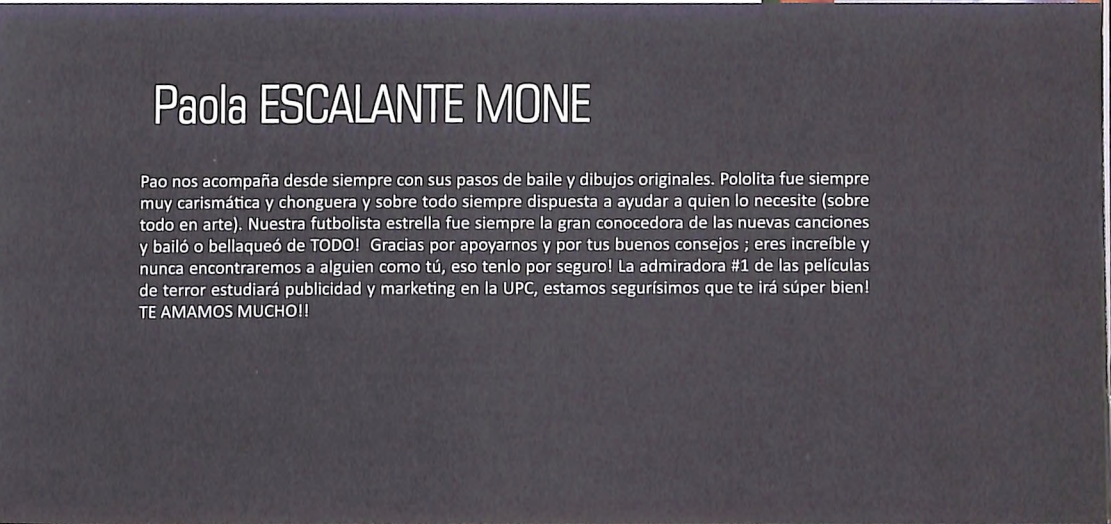 Paola ESCALANTE MONE
Pao nos acompaña desde siempre con sus pasos de baile y dibujos originales. Pololita fue siempre
muy carismática y chonguera y sobre todo siempre dispuesta a ayudar a quien lo necesite (sobre
todo en arte). Nuestra futbolista estrella fue siempre la gran conocedora de las nuevas canciones
y bailó o bellaqueó de TODO! Gracias por apoyarnos y por tus buenos consejos ; eres increíble y
nunca encontraremos a alguien como tú, eso tenlo por seguro! La admiradora #1 de las películas
de terror estudiará publicidad y marketing en la UPC, estamos segurísimos que te irá súper bien!
TE AMAMOS MUCHO!!